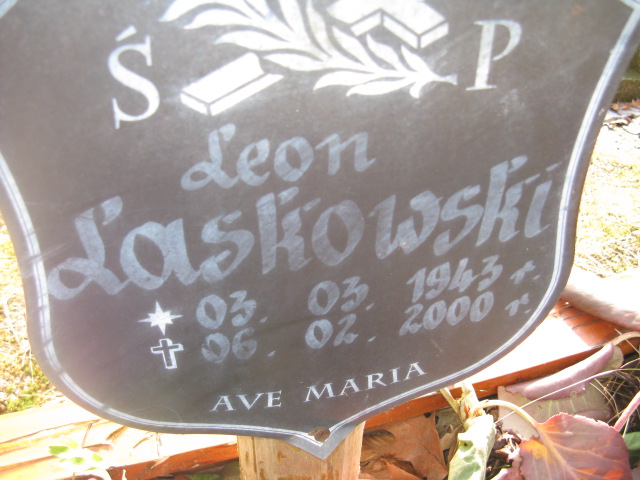 Ś P
Leon
Laskowski
03. 03. 1943 r.
06. 02. 2000 r.
AVE MARIA